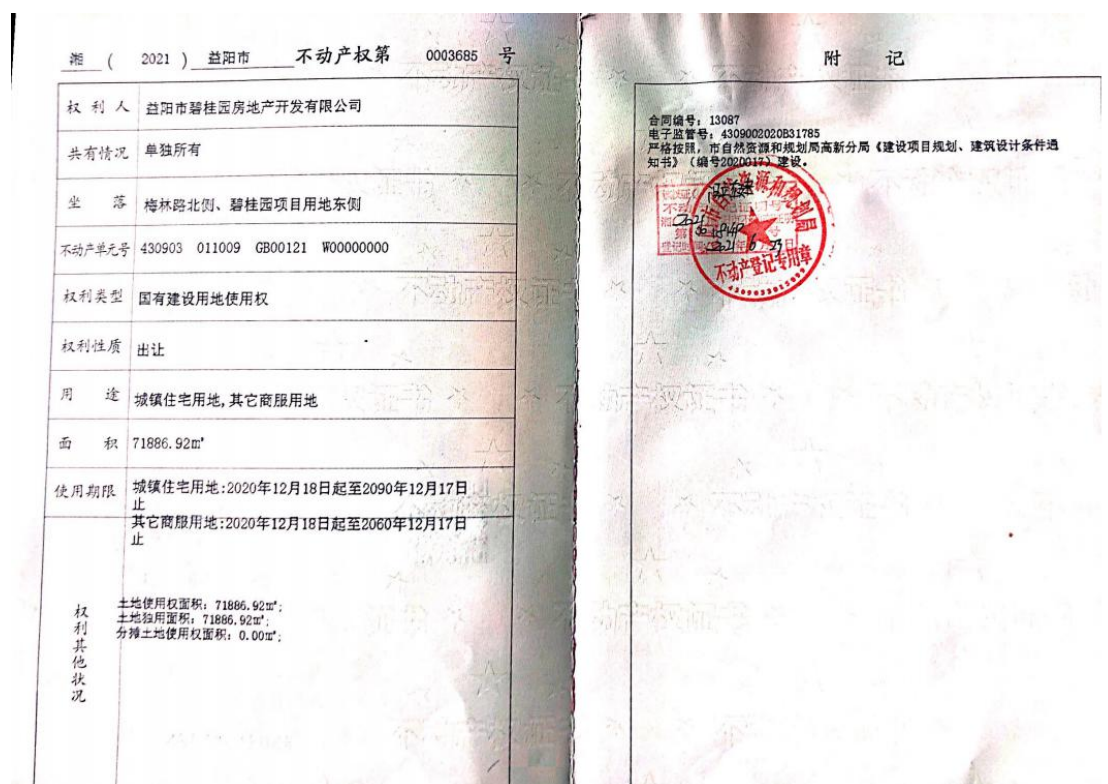 湘 ( 2021 ) 益阳市 不动产权第 0003685 号
权利人 益阳市碧桂园房地产开发有限公司
共有情况 单独所有
坐落 梅林路北侧、碧桂园项目用地东侧
不动产单元号 430903 011009 GB00121 W00000000
权利类型 国有建设用地使用权
权利性质 出让
用途 城镇住宅用地,其它商服用地
面积 71886.92㎡
使用期限 城镇住宅用地:2020年12月18日起至2090年12月17日
止
其它商服用地:2020年12月18日起至2060年12月17日
止
权利其他状况
土地使用权面积: 71886.92㎡;
土地独用面积: 71886.92㎡;
分摊土地使用权面积: 0.00㎡;
附记
合同编号: 13087
电子监管号: 4309002020B31785
严格按照,市自然资源和规划局高新分局《建设项目规划、建筑设计条件通
知书》(编号2020017)建设。
不动产登记专用章